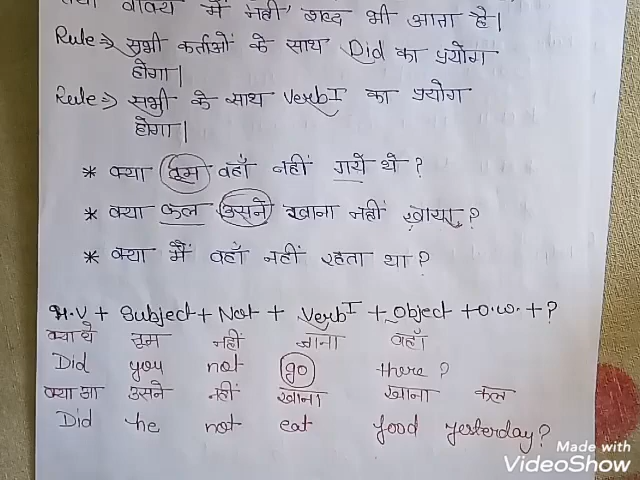 तथा वाक्य में 'नहीं' शब्द भी आता है।
Rule⇒ सभी कर्ताओं के साथ Did का प्रयोग
होगा।
Rule⇒ सभी के साथ VerbI का प्रयोग
होगा।
* क्या तुम वहाँ नहीं गये थे ?
* क्या कल उसने खाना नहीं खाया ?
* क्या मैं वहाँ नहीं रहता था ?
H.V + Subject + Not + VerbI + Object + O.W. + ?
क्या थे तुम नहीं जाना वहाँ
Did you not go there ?
क्या था उसने नहीं खाना खाना कल
Did he not eat food yesterday?
Made with
VideoShow